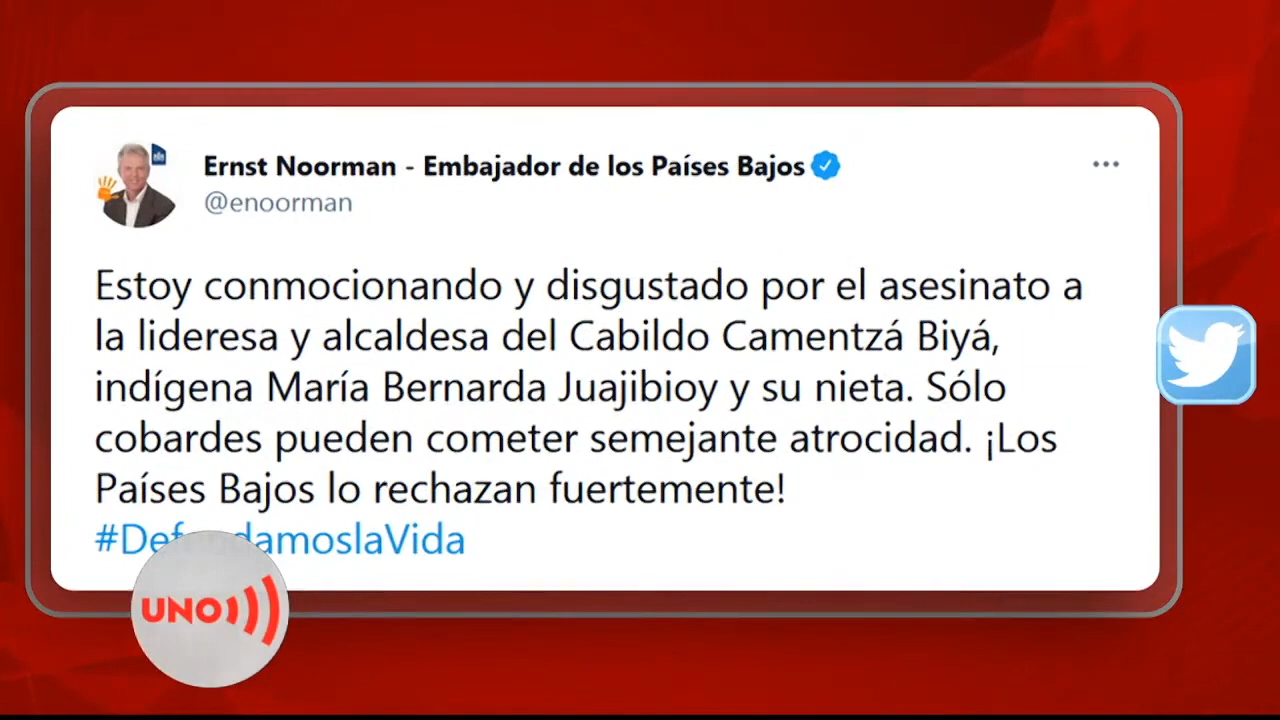 Ernst Noorman - Embajador de los Países Bajos
@enoorman
Estoy conmocionando y disgustado por el asesinato a
la lideresa y alcaldesa del Cabildo Camentzá Biyá,
indígena María Bernarda Juajibioy y su nieta. Sólo
cobardes pueden cometer semejante atrocidad. ¡Los
Países Bajos lo rechazan fuertemente!
#DefendamoslaVida
UNO